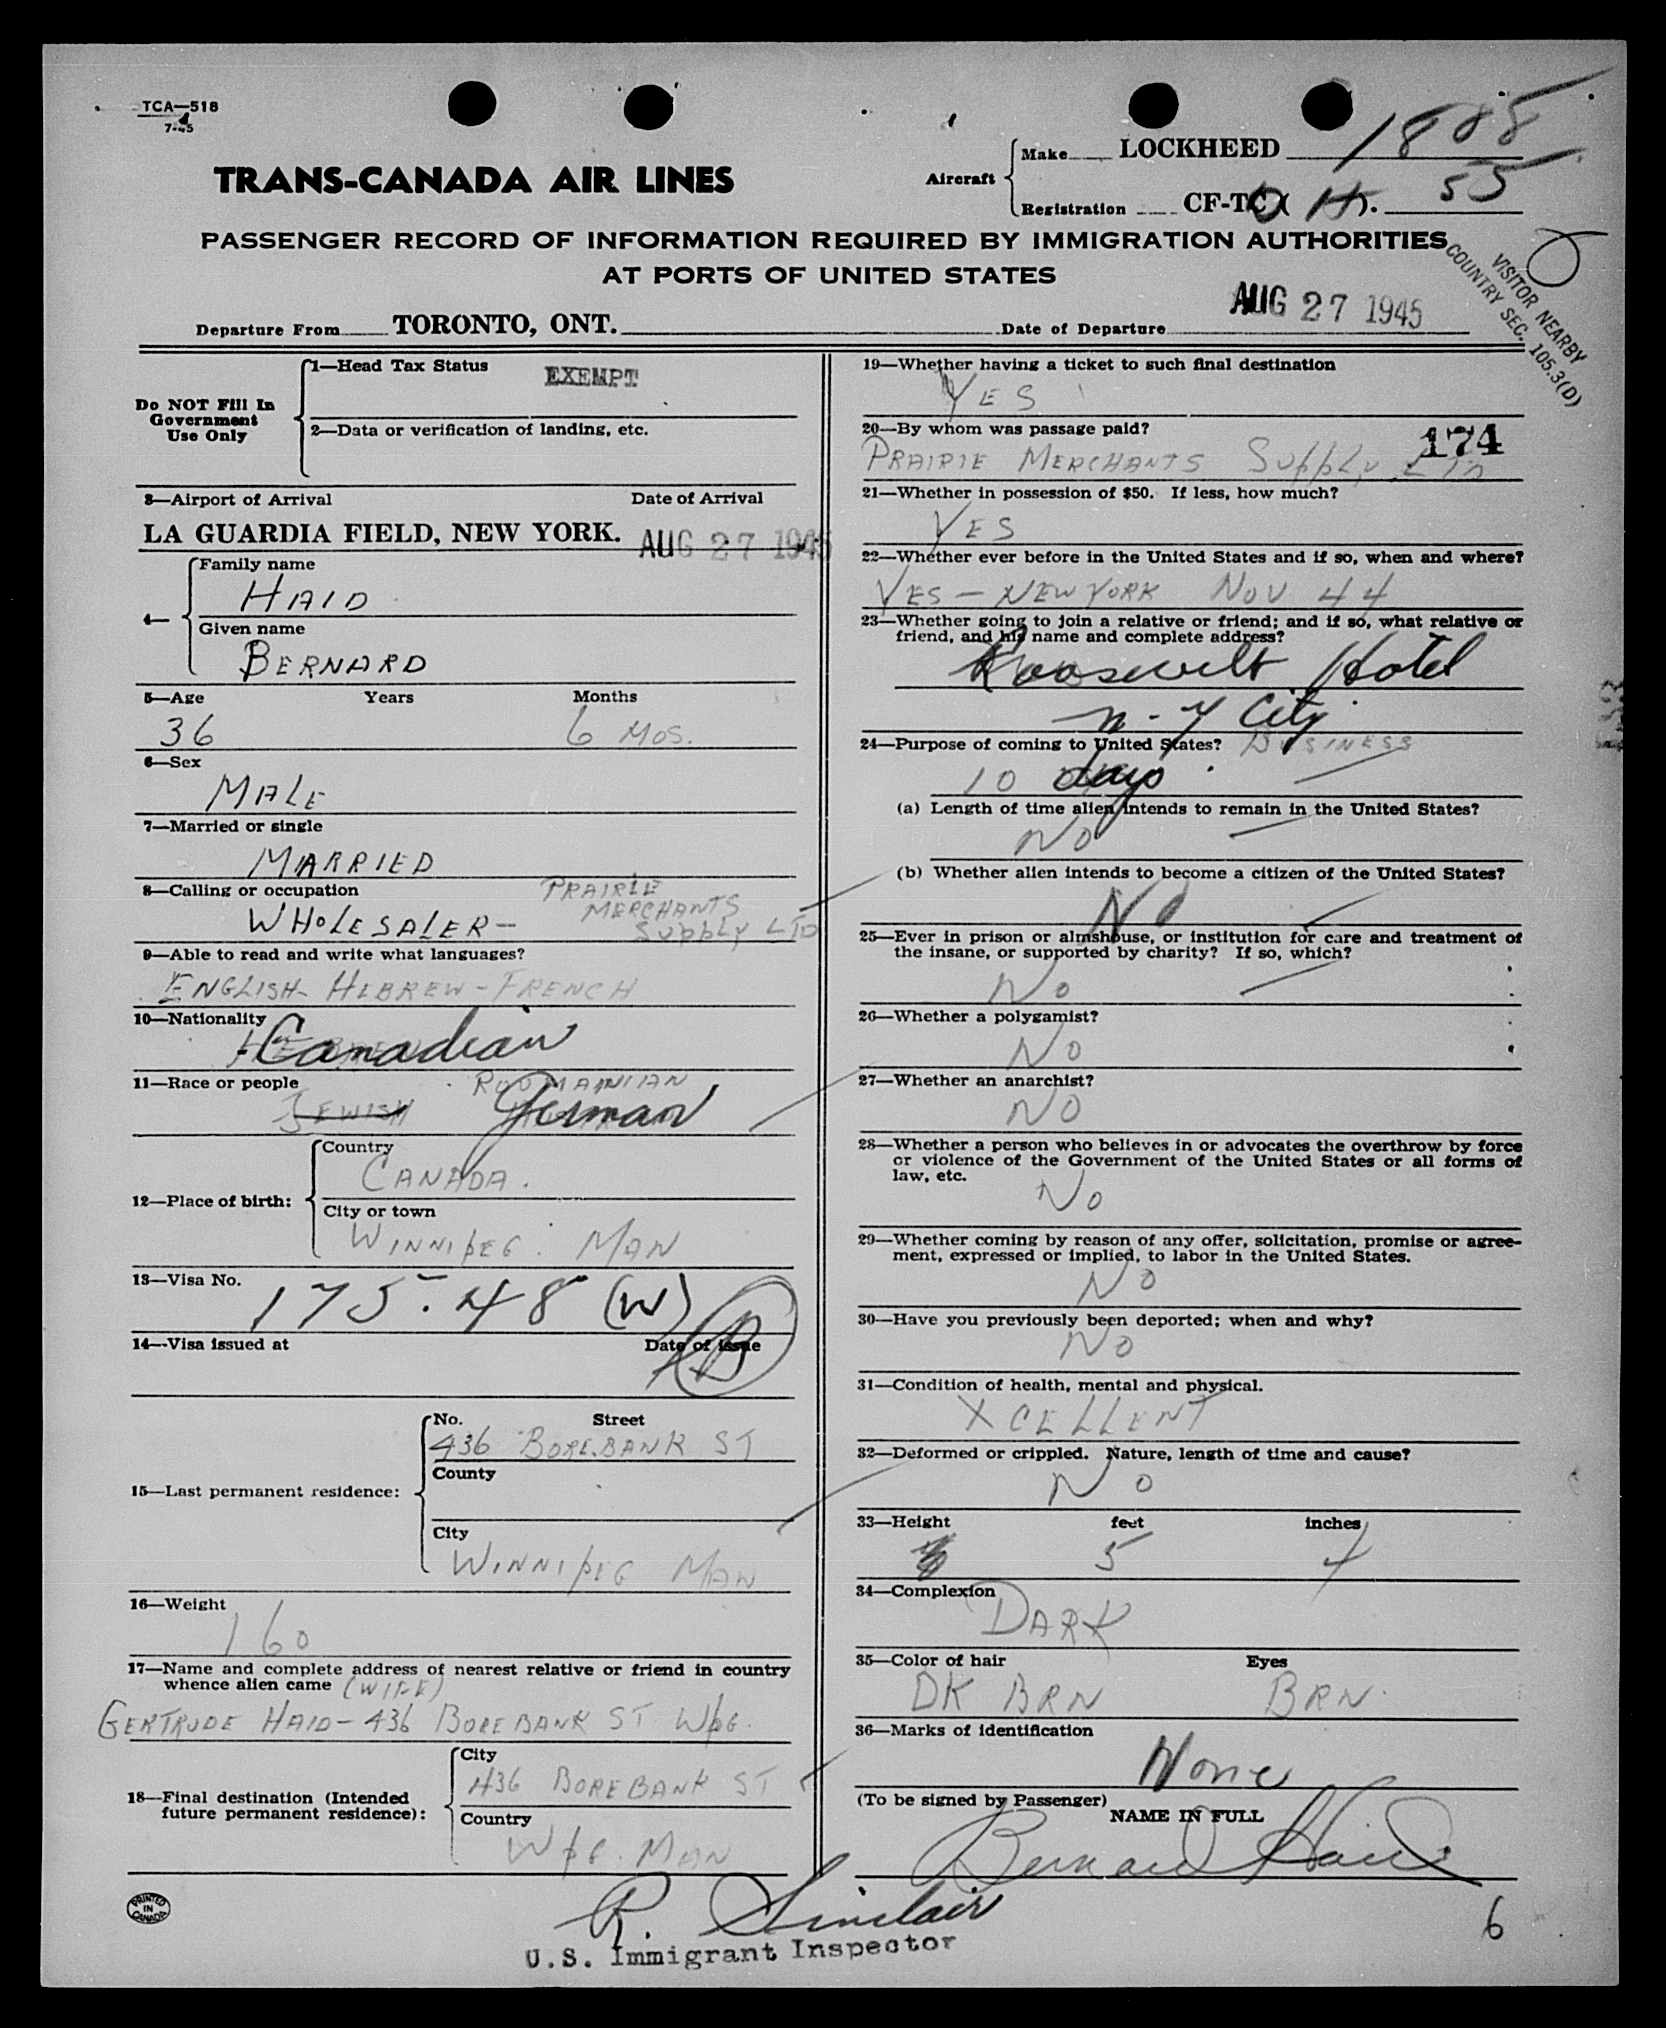 TCA—518
7-45
TRANS-CANADA AIR LINES
Aircraft
Make LOCKHEED 1808
Registration CF-TC ( H ). 55
PASSENGER RECORD OF INFORMATION REQUIRED BY IMMIGRATION AUTHORITIES
AT PORTS OF UNITED STATES
VISITOR NEARBY
COUNTRY SEC. 105.3(D)
Departure From TORONTO, ONT. Date of Departure AUG 27 1945
Do NOT Fill In
Government
Use Only
1—Head Tax Status EXEMPT
2—Data or verification of landing, etc.
3—Airport of Arrival Date of Arrival
LA GUARDIA FIELD, NEW YORK. AUG 27 1945
4—
Family name
HAID
Given name
BERNARD
5—Age Years Months
36 6 MOS.
6—Sex
MALE
7—Married or single
MARRIED
8—Calling or occupation
WHOLESALER— PRAIRIE
MERCHANTS
SUPPLY LTD
9—Able to read and write what languages?
ENGLISH- HEBREW - FRENCH
10—Nationality
Canadian
11—Race or people ROUMANIAN
JEWISH German
12—Place of birth:
Country
CANADA.
City or town
WINNIPEG. MAN
13—Visa No.
175-48 (W)
14—Visa issued at Date of issue
15—Last permanent residence:
No. Street
436 BOREBANK ST
County
City
WINNIPEG MAN
16—Weight
160
17—Name and complete address of nearest relative or friend in country
whence alien came (WIFE)
GERTRUDE HAID - 436 BOREBANK ST WPG.
18—Final destination (Intended
future permanent residence):
City
436 BOREBANK ST
Country
WPG. MAN
19—Whether having a ticket to such final destination
YES
20—By whom was passage paid? 174
PRAIRIE MERCHANTS SUPPLY LTD
21—Whether in possession of $50. If less, how much?
YES
22—Whether ever before in the United States and if so, when and where?
YES — NEW YORK NOV 44
23—Whether going to join a relative or friend; and if so, what relative or
friend, and his name and complete address?
Roosevelt Hotel
N-Y City
24—Purpose of coming to United States? BUSINESS
10 days
(a) Length of time alien intends to remain in the United States?
NO
(b) Whether alien intends to become a citizen of the United States?
NO
25—Ever in prison or almshouse, or institution for care and treatment of
the insane, or supported by charity? If so, which?
NO
26—Whether a polygamist?
NO
27—Whether an anarchist?
NO
28—Whether a person who believes in or advocates the overthrow by force
or violence of the Government of the United States or all forms of
law, etc.
NO
29—Whether coming by reason of any offer, solicitation, promise or agree-
ment, expressed or implied, to labor in the United States.
NO
30—Have you previously been deported; when and why?
NO
31—Condition of health, mental and physical.
XCELLENT
32—Deformed or crippled. Nature, length of time and cause?
NO
33—Height feet inches
5 4
34—Complexion
DARK
35—Color of hair Eyes
DK BRN BRN.
36—Marks of identification
None
(To be signed by Passenger)
NAME IN FULL
Bernard Haid
PRINTED
IN
CANADA
R. Sinclair
U.S. Immigrant Inspector
6